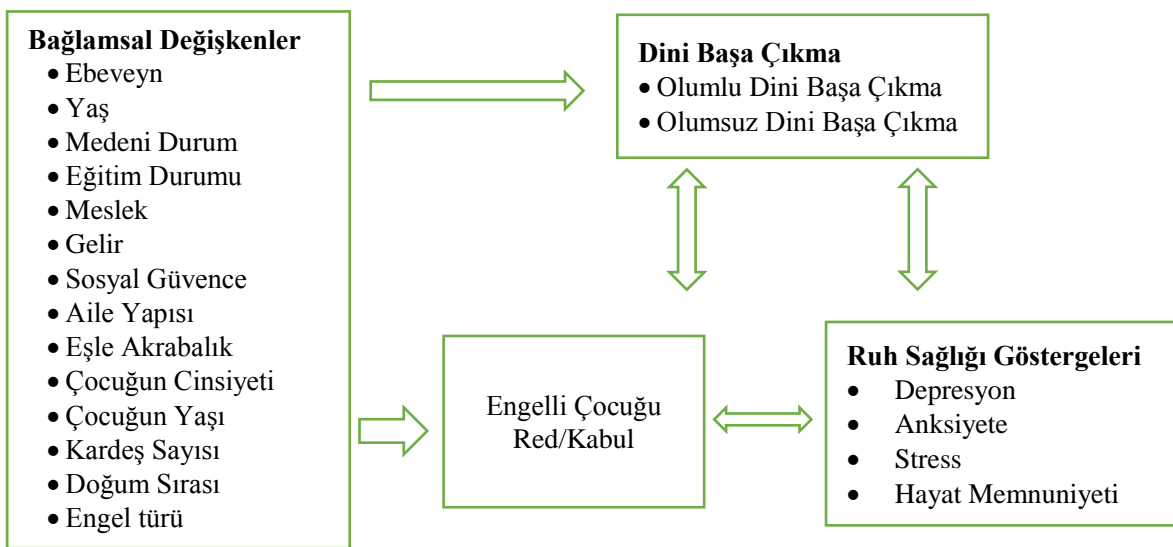 Bağlamsal Değişkenler
• Ebeveyn
• Yaş
• Medeni Durum
• Eğitim Durumu
• Meslek
• Gelir
• Sosyal Güvence
• Aile Yapısı
• Eşle Akrabalık
• Çocuğun Cinsiyeti
• Çocuğun Yaşı
• Kardeş Sayısı
• Doğum Sırası
• Engel türü
Dini Başa Çıkma
• Olumlu Dini Başa Çıkma
• Olumsuz Dini Başa Çıkma
Engelli Çocuğu
Red/Kabul
Ruh Sağlığı Göstergeleri
• Depresyon
• Anksiyete
• Stress
• Hayat Memnuniyeti